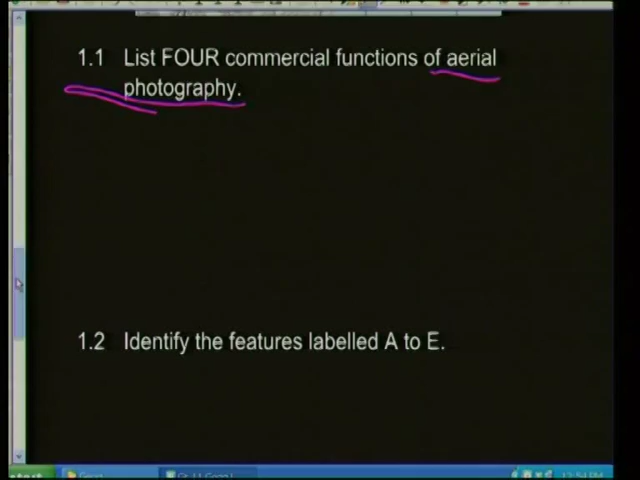 1.1 List FOUR commercial functions of aerial
photography.
1.2 Identify the features labelled A to E.